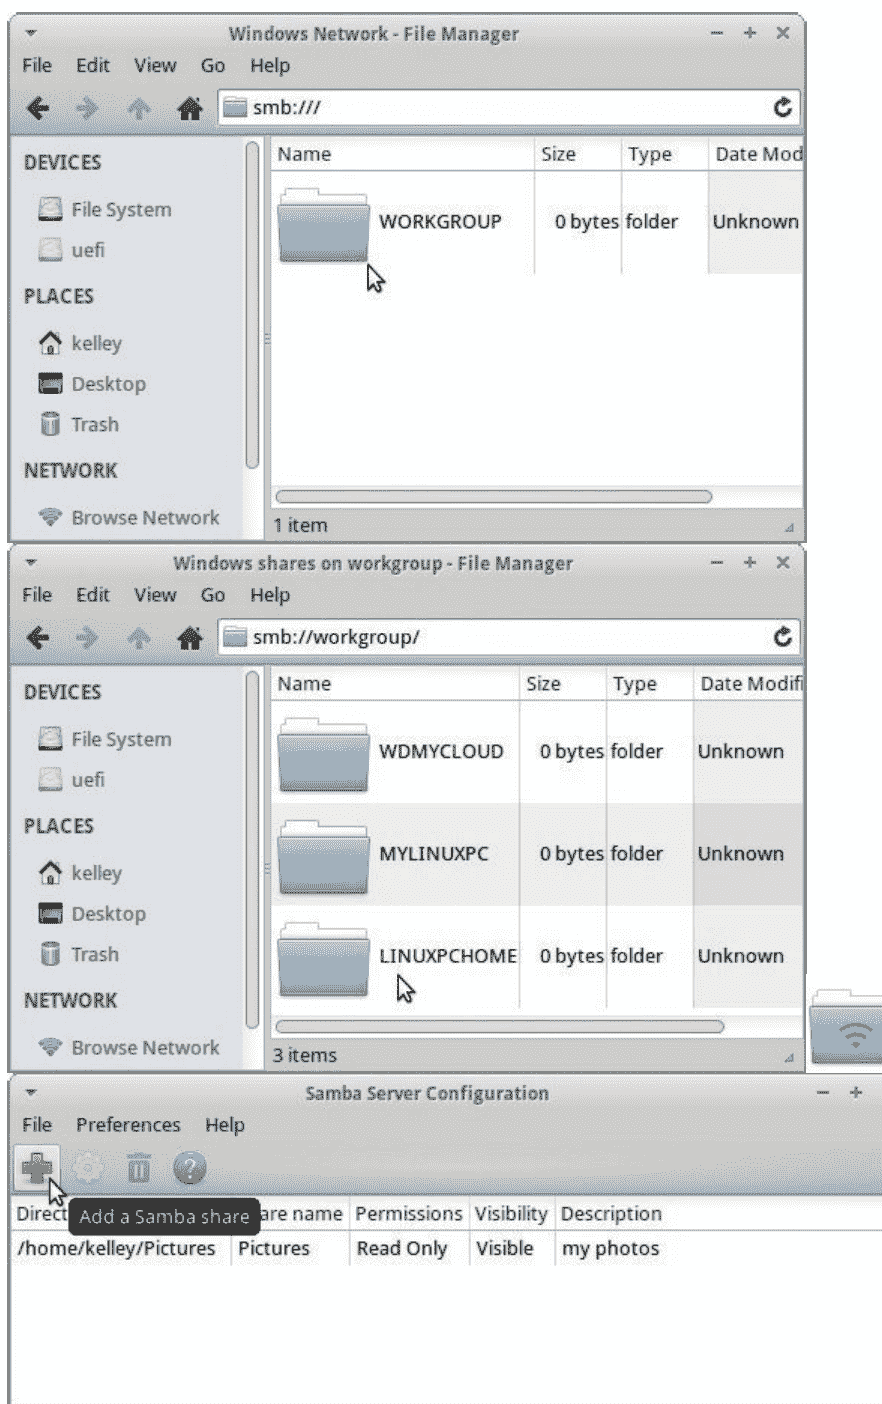 Windows Network - File Manager
File Edit View Go Help
smb:///
DEVICES
File System
uefi
PLACES
kelley
Desktop
Trash
NETWORK
Browse Network
Name Size Type Date Mod
WORKGROUP 0 bytes folder Unknown
1 item
Windows shares on workgroup - File Manager
File Edit View Go Help
smb://workgroup/
DEVICES
File System
uefi
PLACES
kelley
Desktop
Trash
NETWORK
Browse Network
Name Size Type Date Modifi
WDMYCLOUD 0 bytes folder Unknown
MYLINUXPC 0 bytes folder Unknown
LINUXPCHOME 0 bytes folder Unknown
3 items
Samba Server Configuration
File Preferences Help
Add a Samba share
Direct are name Permissions Visibility Description
/home/kelley/Pictures Pictures Read Only Visible my photos